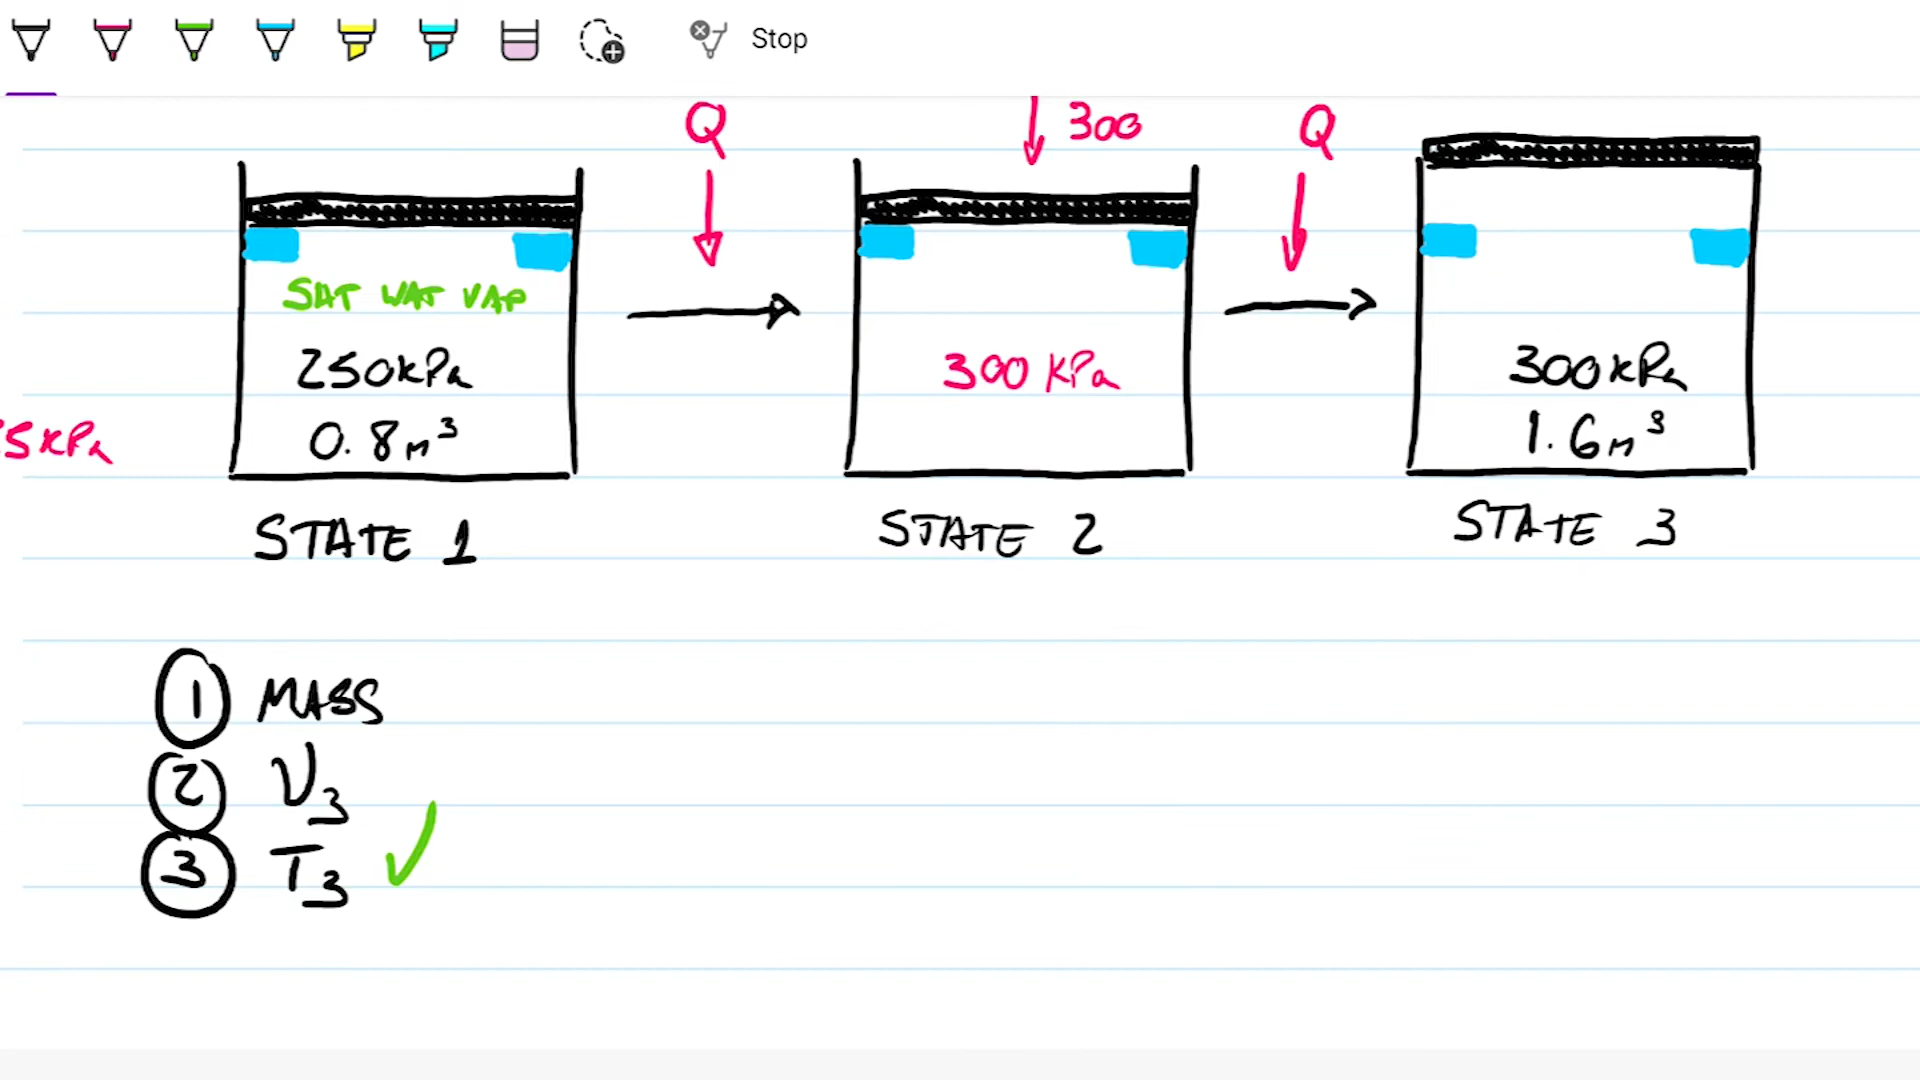 Stop
Q
300
Q
SAT WAT VAP
250kPa
0.8m³
5kPa
300 kPa
300kPa
1.6m³
STATE 1
STATE 2
STATE 3
1 MASS
2 V3
3 T3 ✓